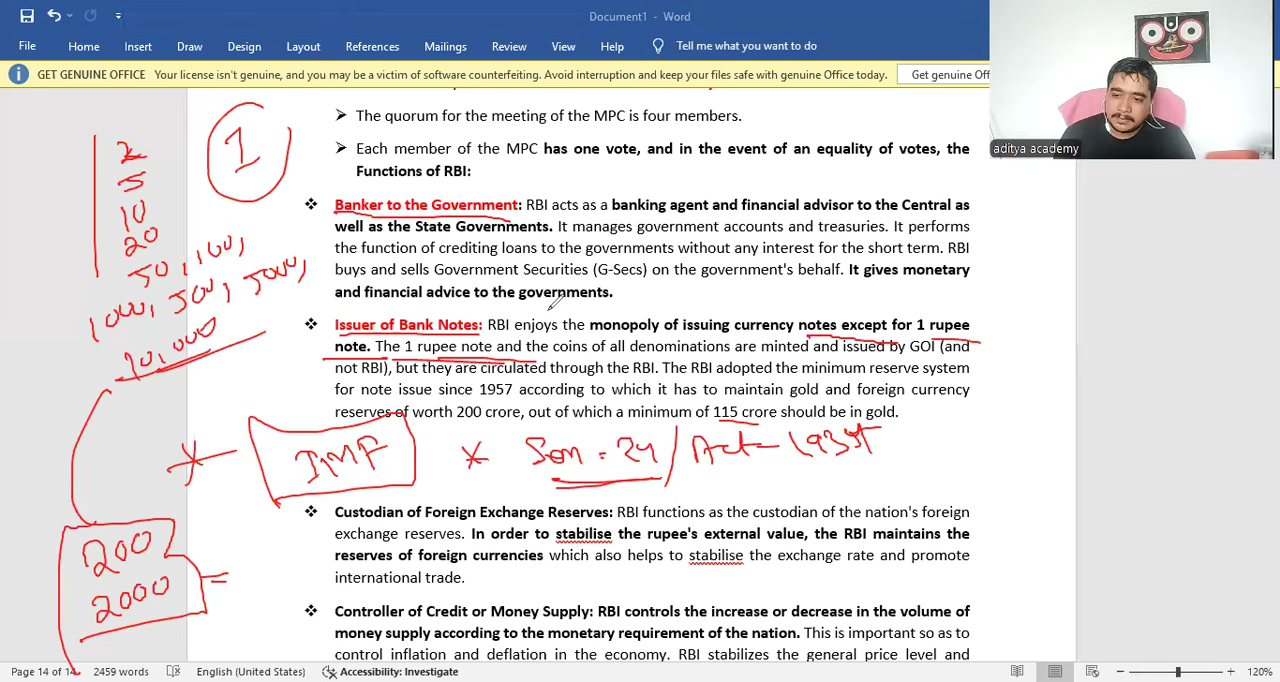 Document1 - Word
File Home Insert Draw Design Layout References Mailings Review View Help Tell me what you want to do
GET GENUINE OFFICE Your license isn't genuine, and you may be a victim of software counterfeiting. Avoid interruption and keep your files safe with genuine Office today. Get genuine Offi
aditya academy
➤ The quorum for the meeting of the MPC is four members.
➤ Each member of the MPC has one vote, and in the event of an equality of votes, the
Functions of RBI:
❖ Banker to the Government: RBI acts as a banking agent and financial advisor to the Central as
well as the State Governments. It manages government accounts and treasuries. It performs
the function of crediting loans to the governments without any interest for the short term. RBI
buys and sells Government Securities (G-Secs) on the government's behalf. It gives monetary
and financial advice to the governments.
❖ Issuer of Bank Notes: RBI enjoys the monopoly of issuing currency notes except for 1 rupee
note. The 1 rupee note and the coins of all denominations are minted and issued by GOI (and
not RBI), but they are circulated through the RBI. The RBI adopted the minimum reserve system
for note issue since 1957 according to which it has to maintain gold and foreign currency
reserves of worth 200 crore, out of which a minimum of 115 crore should be in gold.
❖ Custodian of Foreign Exchange Reserves: RBI functions as the custodian of the nation's foreign
exchange reserves. In order to stabilise the rupee's external value, the RBI maintains the
reserves of foreign currencies which also helps to stabilise the exchange rate and promote
international trade.
❖ Controller of Credit or Money Supply: RBI controls the increase or decrease in the volume of
money supply according to the monetary requirement of the nation. This is important so as to
control inflation and deflation in the economy. RBI stabilizes the general price level and
1
2
5
10
20
50, 100,
1000, 500, 5000,
10,000
200
2000 =
IMF
= 24 / Act - 1934
Page 14 of 14 2459 words English (United States) Accessibility: Investigate 120%